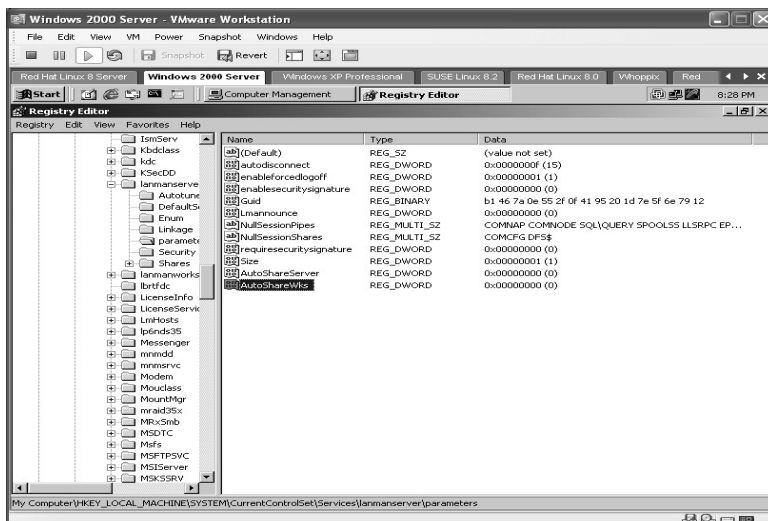 Windows 2000 Server - VMware Workstation
File Edit View VM Power Snapshot Windows Help
Snapshot Revert
Red Hat Linux 8 Server Windows 2000 Server Windows XP Professional SUSE Linux 8.2 Red Hat Linux 8.0 Whoppix Red
Start Computer Management Registry Editor 8:28 PM
Registry Editor
Registry Edit View Favorites Help
IsmServ
Kbdclass
kdc
KSecDD
lanmanserve
Autotune
DefaultSe
Enum
Linkage
paramete
Security
Shares
lanmanworks
lbrtfdc
LicenseInfo
LicenseServic
LmHosts
lp6nds35
Messenger
mnmdd
mnmsrvc
Modem
Mouclass
MountMgr
mraid35x
MRxSmb
MSDTC
Msfs
MSFTPSVC
MSIServer
MSKSSRV
Name Type Data
(Default) REG_SZ (value not set)
autodisconnect REG_DWORD 0x0000000f (15)
enableforcedlogoff REG_DWORD 0x00000001 (1)
enablesecuritysignature REG_DWORD 0x00000000 (0)
Guid REG_BINARY b1 46 7a 0e 55 2f 0f 41 95 20 1d 7e 5f 6e 79 12
Lmannounce REG_DWORD 0x00000000 (0)
NullSessionPipes REG_MULTI_SZ COMNAP COMNODE SQL\QUERY SPOOLSS LLSRPC EP...
NullSessionShares REG_MULTI_SZ COMCFG DFS$
requiresecuritysignature REG_DWORD 0x00000000 (0)
Size REG_DWORD 0x00000001 (1)
AutoShareServer REG_DWORD 0x00000000 (0)
AutoShareWks REG_DWORD 0x00000000 (0)
My Computer\HKEY_LOCAL_MACHINE\SYSTEM\CurrentControlSet\Services\lanmanserver\parameters